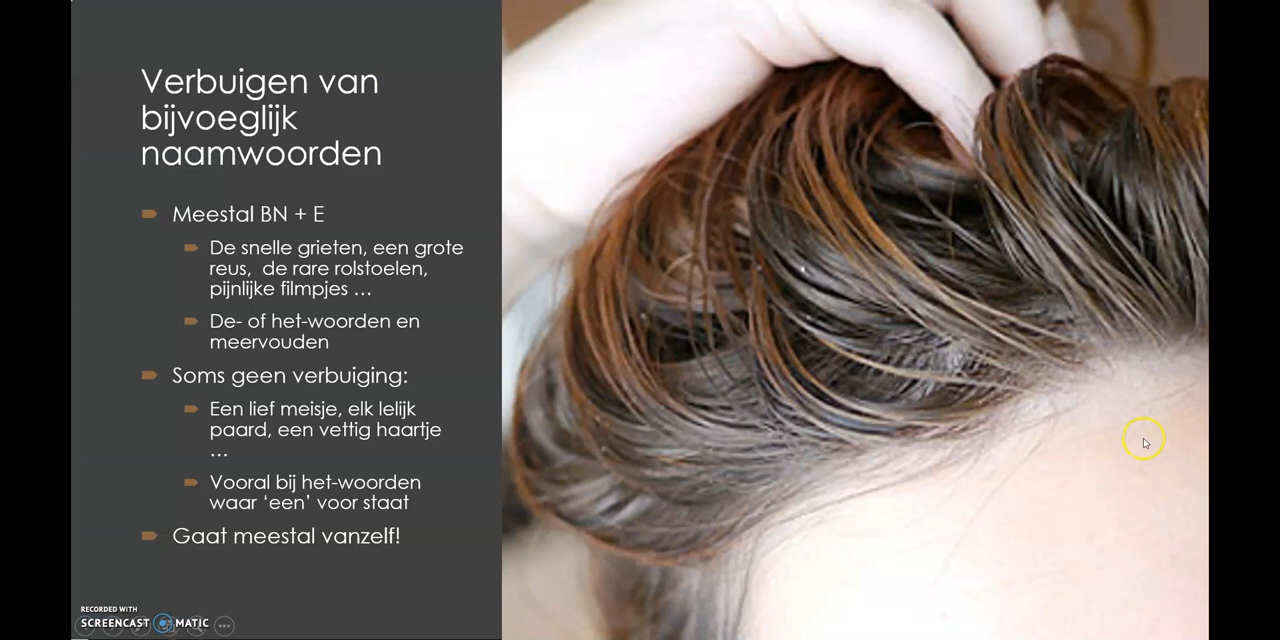 Verbuigen van
bijvoeglijk
naamwoorden
Meestal BN + E
De snelle grieten, een grote
reus, de rare rolstoelen,
pijnlijke filmpjes ...
De- of het-woorden en
meervouden
Soms geen verbuiging:
Een lief meisje, elk lelijk
paard, een vettig haartje
...
Vooral bij het-woorden
waar ‘een’ voor staat
Gaat meestal vanzelf!
RECORDED WITH
SCREENCAST MATIC